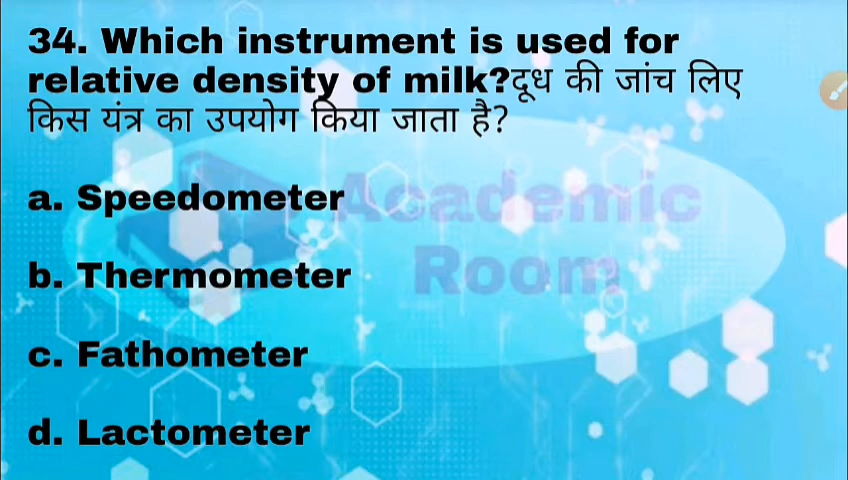 34. Which instrument is used for
relative density of milk?दूध की जांच लिए
किस यंत्र का उपयोग किया जाता है?
a. Speedometer
b. Thermometer
c. Fathometer
d. Lactometer
Academic
Room